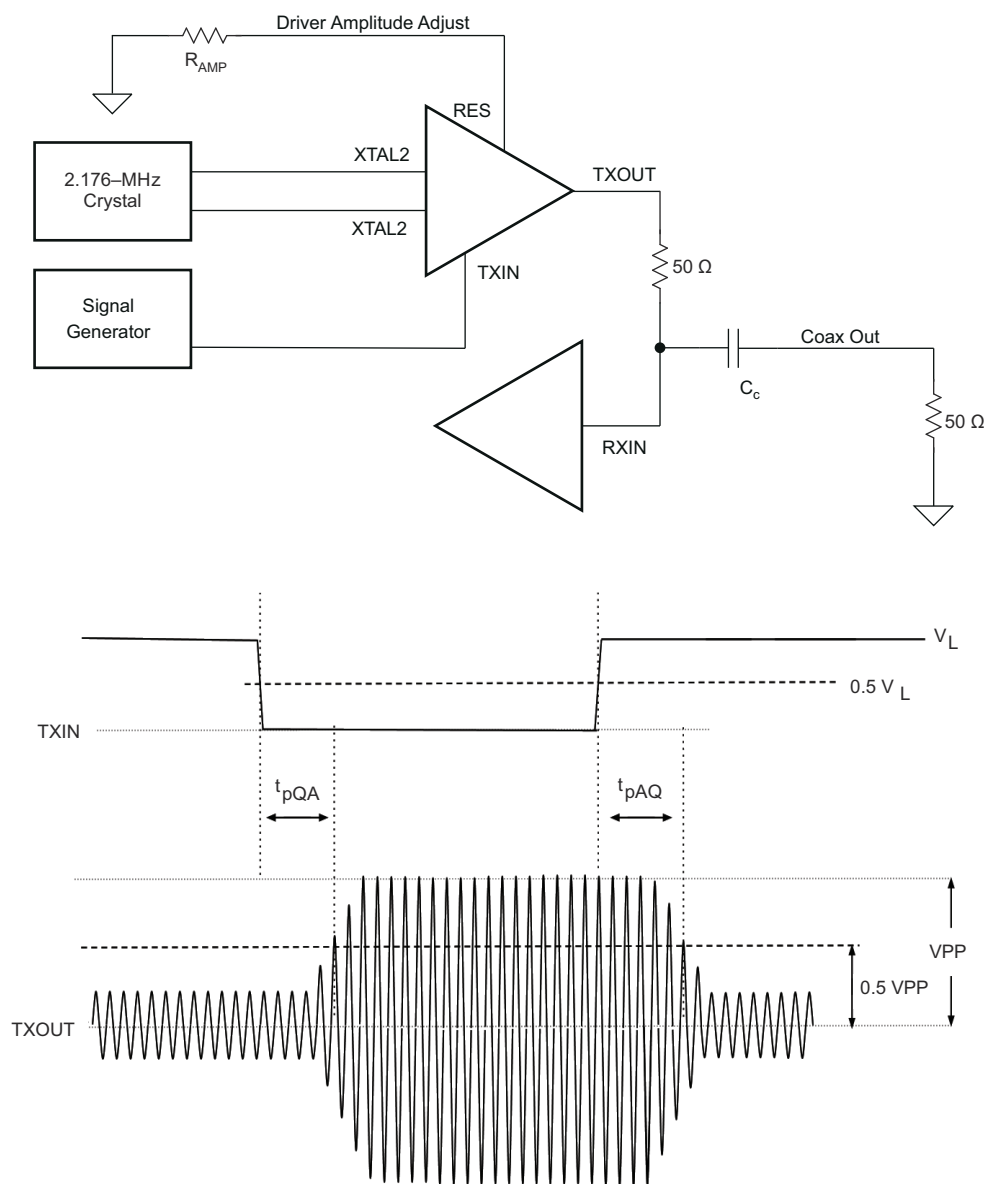 Driver Amplitude Adjust
R_AMP
RES
2.176–MHz
Crystal
XTAL2
XTAL2
TXOUT
TXIN
50 Ω
Signal
Generator
Coax Out
C_c
50 Ω
RXIN
V_L
0.5 V_L
TXIN
t_pQA
t_pAQ
VPP
0.5 VPP
TXOUT